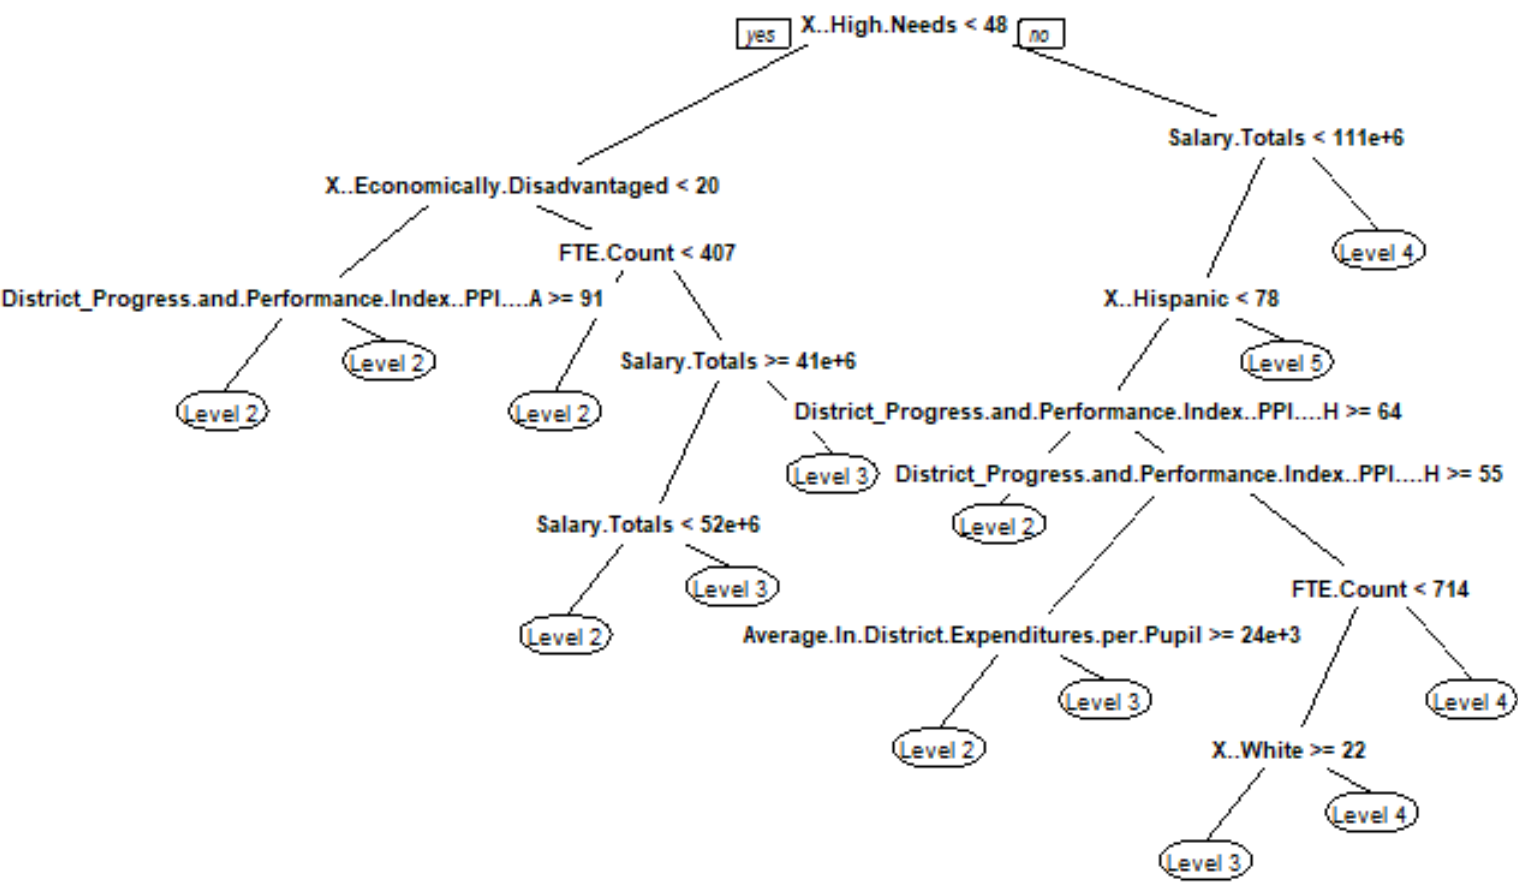 yes X..High.Needs < 48 no
Salary.Totals < 111e+6
X..Economically.Disadvantaged < 20
FTE.Count < 407
Level 4
District_Progress.and.Performance.Index..PPI....A >= 91
X..Hispanic < 78
Level 2
Salary.Totals >= 41e+6
Level 5
Level 2
Level 2
District_Progress.and.Performance.Index..PPI....H >= 64
Level 3
District_Progress.and.Performance.Index..PPI....H >= 55
Salary.Totals < 52e+6
Level 2
Level 3
FTE.Count < 714
Level 2
Average.In.District.Expenditures.per.Pupil >= 24e+3
Level 3
Level 4
Level 2
X..White >= 22
Level 4
Level 3